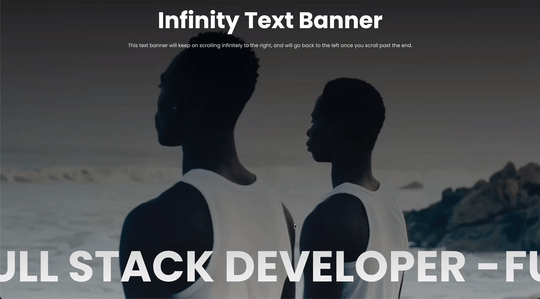 Infinity Text Banner
This text banner will keep on scrolling infinitely to the right, and will go back to the left once you scroll past the end.
ULL STACK DEVELOPER - FU